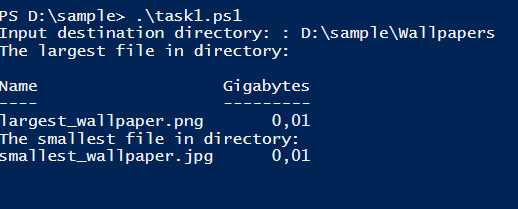 PS D:\sample> .\task1.ps1
Input destination directory: : D:\sample\Wallpapers
The largest file in directory:
Name Gigabytes
---- ---------
largest_wallpaper.png 0,01
The smallest file in directory:
smallest_wallpaper.jpg 0,01